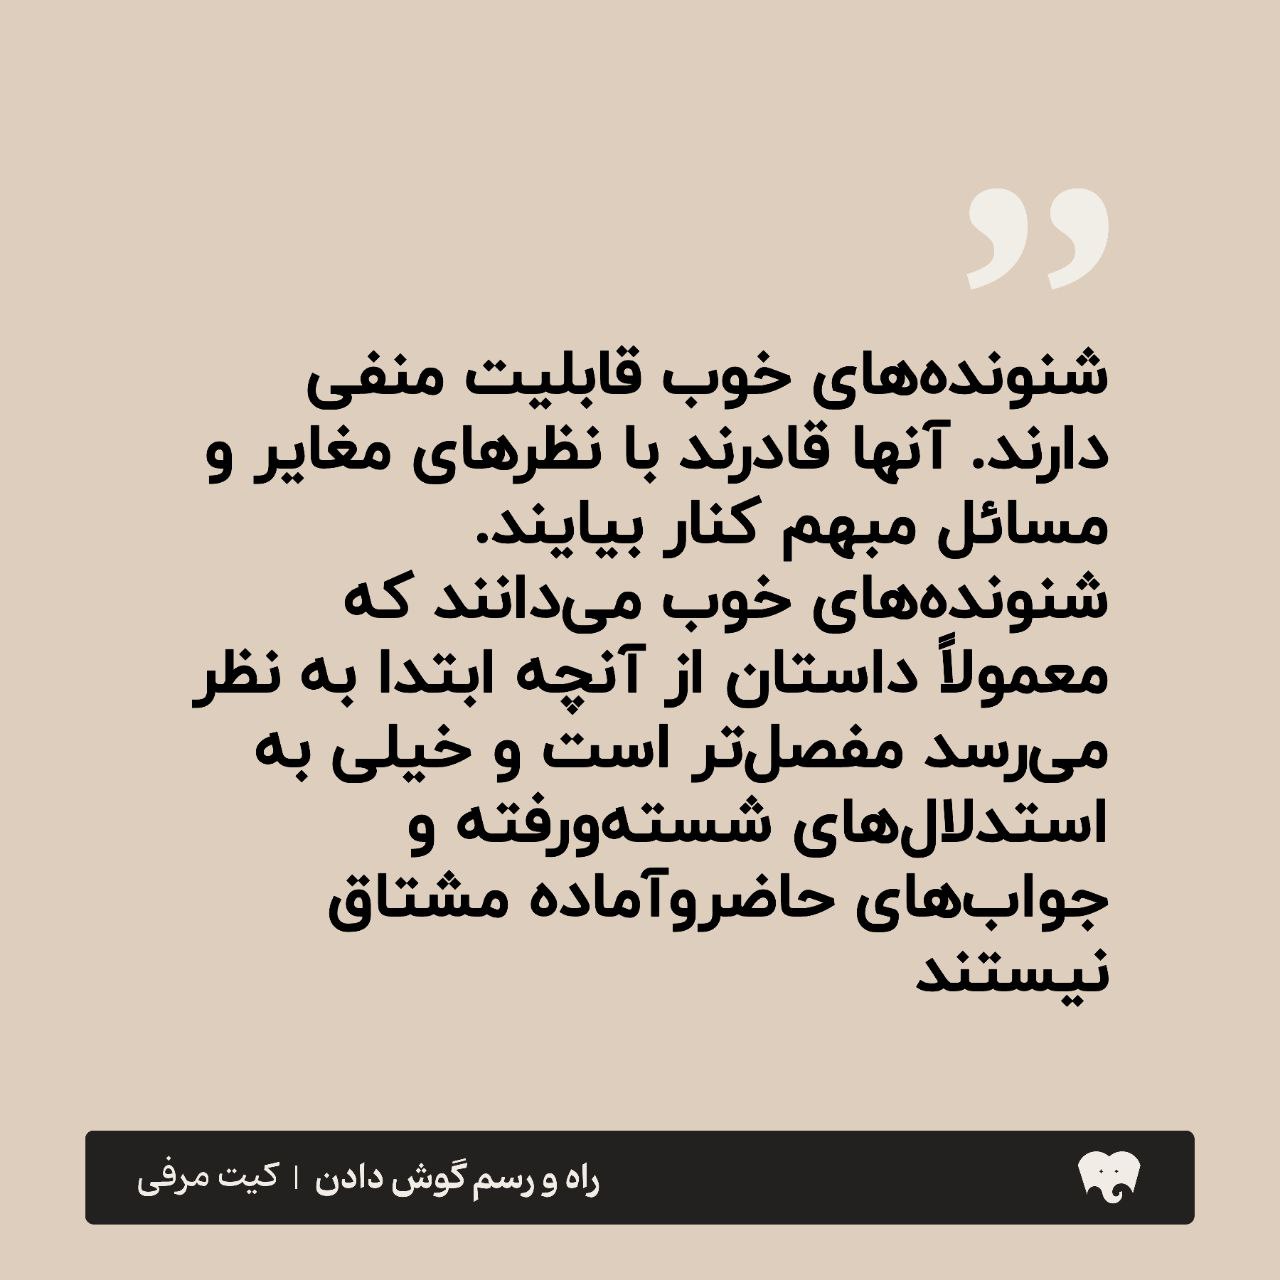 ”
شنونده‌های خوب قابلیت منفی
دارند. آنها قادرند با نظرهای مغایر و
مسائل مبهم کنار بیایند.
شنونده‌های خوب می‌دانند که
معمولاً داستان از آنچه ابتدا به نظر
می‌رسد مفصل‌تر است و خیلی به
استدلال‌های شسته‌ورفته و
جواب‌های حاضروآماده مشتاق
نیستند
راه و رسم گوش دادن | کیت مرفی